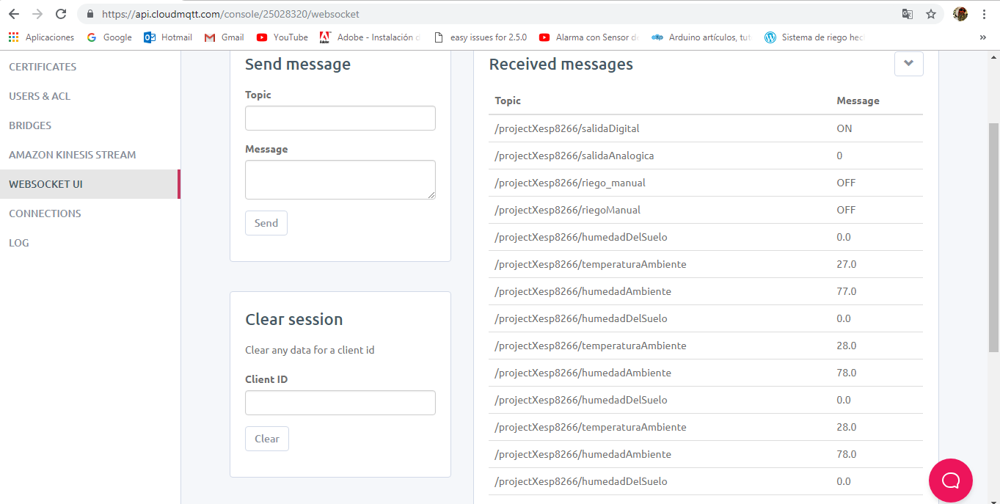 https://api.cloudmqtt.com/console/25028320/websocket
Aplicaciones Google Hotmail Gmail YouTube Adobe - Instalación easy issues for 2.5.0 Alarma con Sensor Arduino artículos, Sistema de riego »
CERTIFICATES
USERS & ACL
BRIDGES
AMAZON KINESIS STREAM
WEBSOCKET UI
CONNECTIONS
LOG
Send message
Topic
Message
Send
Clear session
Clear any data for a client id
Client ID
Clear
Received messages
Topic Message
/projectXesp8266/salidaDigital ON
/projectXesp8266/salidaAnalogica 0
/projectXesp8266/riego_manual OFF
/projectXesp8266/riegoManual OFF
/projectXesp8266/humedadDelSuelo 0.0
/projectXesp8266/temperaturaAmbiente 27.0
/projectXesp8266/humedadAmbiente 77.0
/projectXesp8266/humedadDelSuelo 0.0
/projectXesp8266/temperaturaAmbiente 28.0
/projectXesp8266/humedadAmbiente 78.0
/projectXesp8266/humedadDelSuelo 0.0
/projectXesp8266/temperaturaAmbiente 28.0
/projectXesp8266/humedadAmbiente 78.0
/projectXesp8266/humedadDelSuelo 0.0